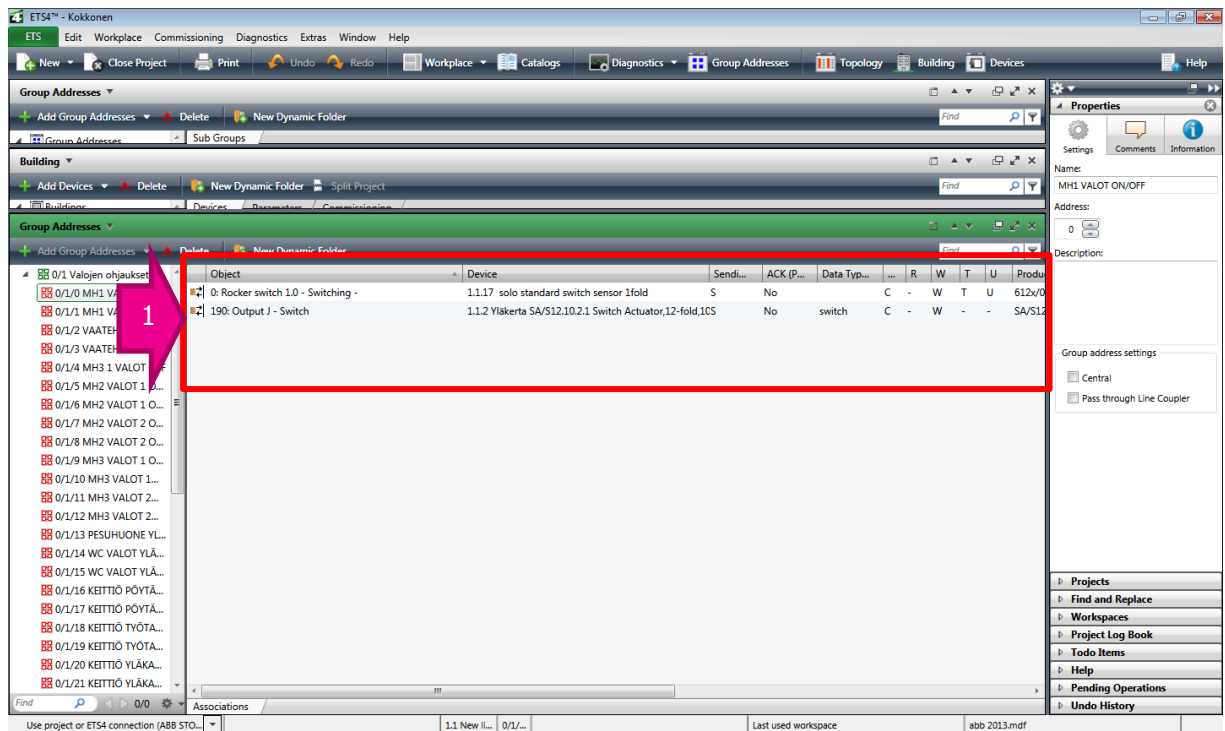 ETS4™ - Kokkonen
ETS Edit Workplace Commissioning Diagnostics Extras Window Help
New Close Project Print Undo Redo Workplace Catalogs Diagnostics Group Addresses Topology Building Devices Help
Group Addresses
Add Group Addresses Delete New Dynamic Folder Find
Group Addresses Sub Groups
Building
Add Devices Delete New Dynamic Folder Split Project Find
Buildings Devices Parameters Commissioning
Group Addresses
Add Group Addresses Delete New Dynamic Folder Find
0/1 Valojen ohjaukset
0/1/0 MH1 VA
0/1/1 MH1 VA
0/1/2 VAATEH
0/1/3 VAATEH
0/1/4 MH3 1 VALOT
0/1/5 MH2 VALOT 1 O...
0/1/6 MH2 VALOT 1 O...
0/1/7 MH2 VALOT 2 O...
0/1/8 MH2 VALOT 2 O...
0/1/9 MH3 VALOT 1 O...
0/1/10 MH3 VALOT 1...
0/1/11 MH3 VALOT 2...
0/1/12 MH3 VALOT 2...
0/1/13 PESUHUONE YL...
0/1/14 WC VALOT YLÄ...
0/1/15 WC VALOT YLÄ...
0/1/16 KEITTIÖ PÖYTÄ...
0/1/17 KEITTIÖ PÖYTÄ...
0/1/18 KEITTIÖ TYÖTA...
0/1/19 KEITTIÖ TYÖTA...
0/1/20 KEITTIÖ YLÄKA...
0/1/21 KEITTIÖ YLÄKA...
Find 0/0
1
Object Device Sendi... ACK (P... Data Typ... ... R W T U Produ
0: Rocker switch 1.0 - Switching - 1.1.17 solo standard switch sensor 1fold S No C - W T U 612x/0
190: Output J - Switch 1.1.2 Yläkerta SA/S12.10.2.1 Switch Actuator,12-fold,10S No switch C - W - - SA/S12
Associations
Properties
Settings Comments Information
Name:
MH1 VALOT ON/OFF
Address:
0
Description:
Group address settings
Central
Pass through Line Coupler
Projects
Find and Replace
Workspaces
Project Log Book
Todo Items
Help
Pending Operations
Undo History
Use project or ETS4 connection (ABB STO... 1.1 New li... 0/1/... Last used workspace abb 2013.mdf